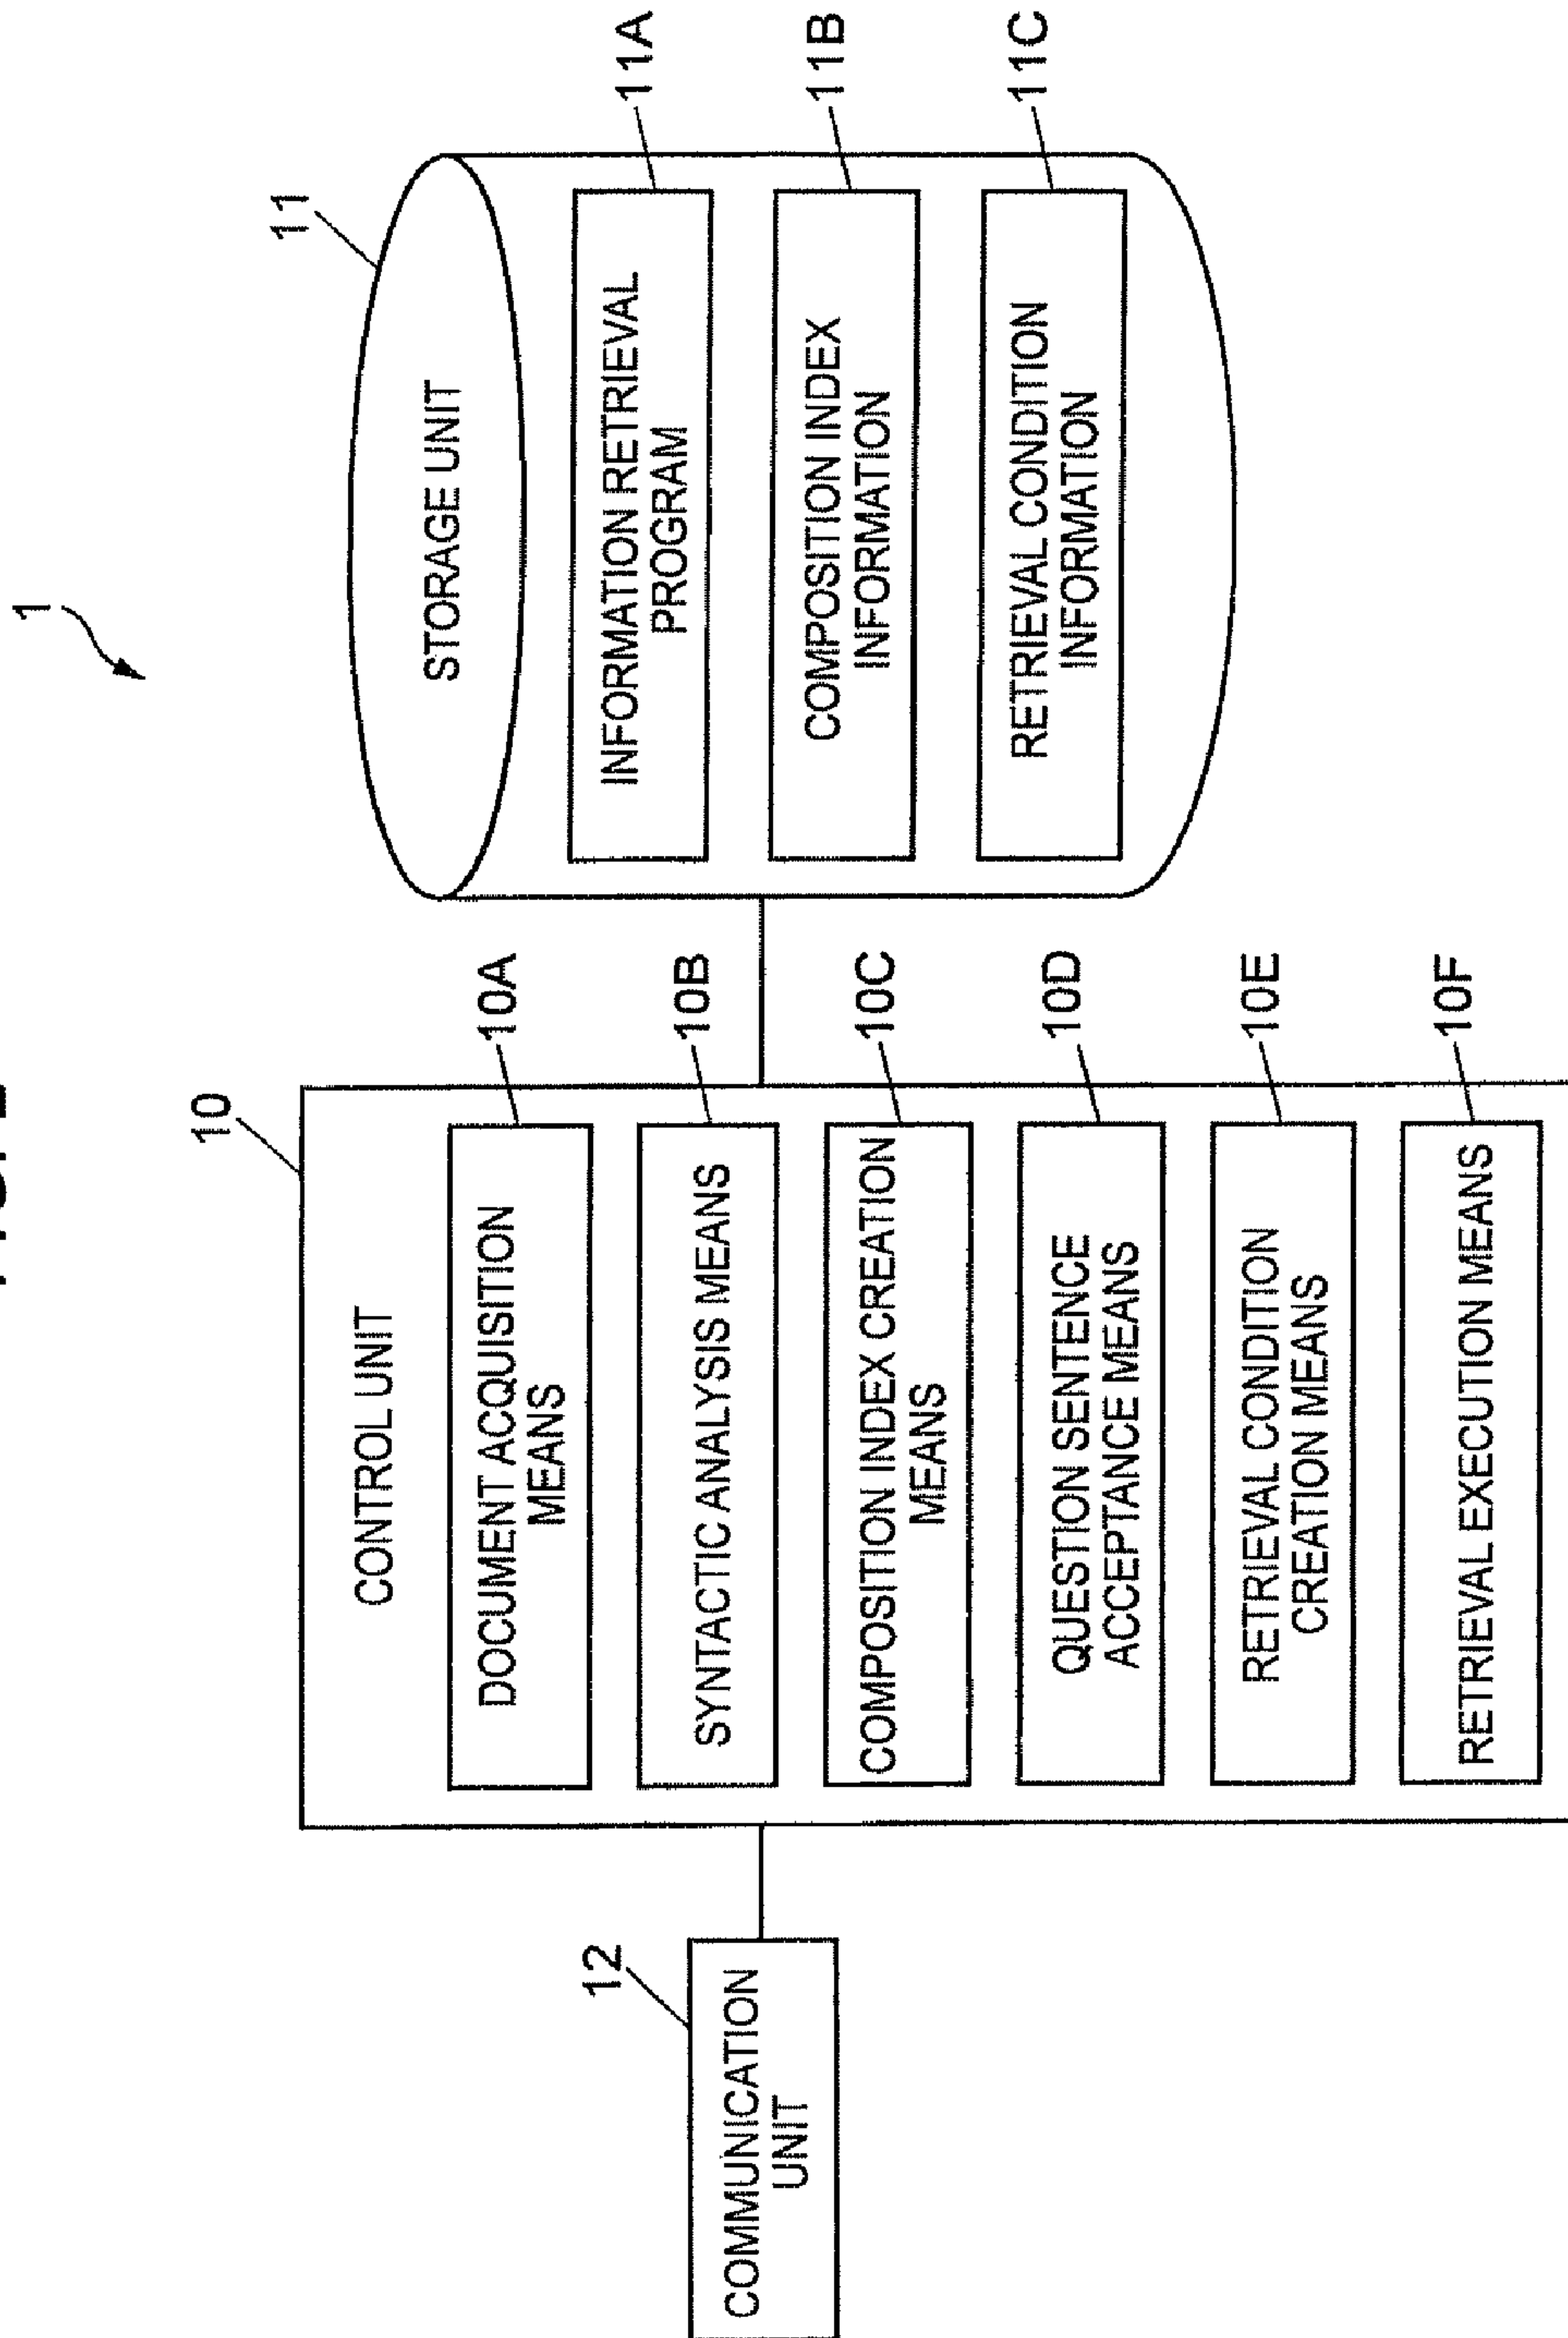 1
12
COMMUNICATION
UNIT
10
CONTROL UNIT
10A
DOCUMENT ACQUISITION
MEANS
10B
SYNTACTIC ANALYSIS MEANS
10C
COMPOSITION INDEX CREATION
MEANS
10D
QUESTION SENTENCE
ACCEPTANCE MEANS
10E
RETRIEVAL CONDITION
CREATION MEANS
10F
RETRIEVAL EXECUTION MEANS
11
STORAGE UNIT
11A
INFORMATION RETRIEVAL
PROGRAM
11B
COMPOSITION INDEX
INFORMATION
11C
RETRIEVAL CONDITION
INFORMATION